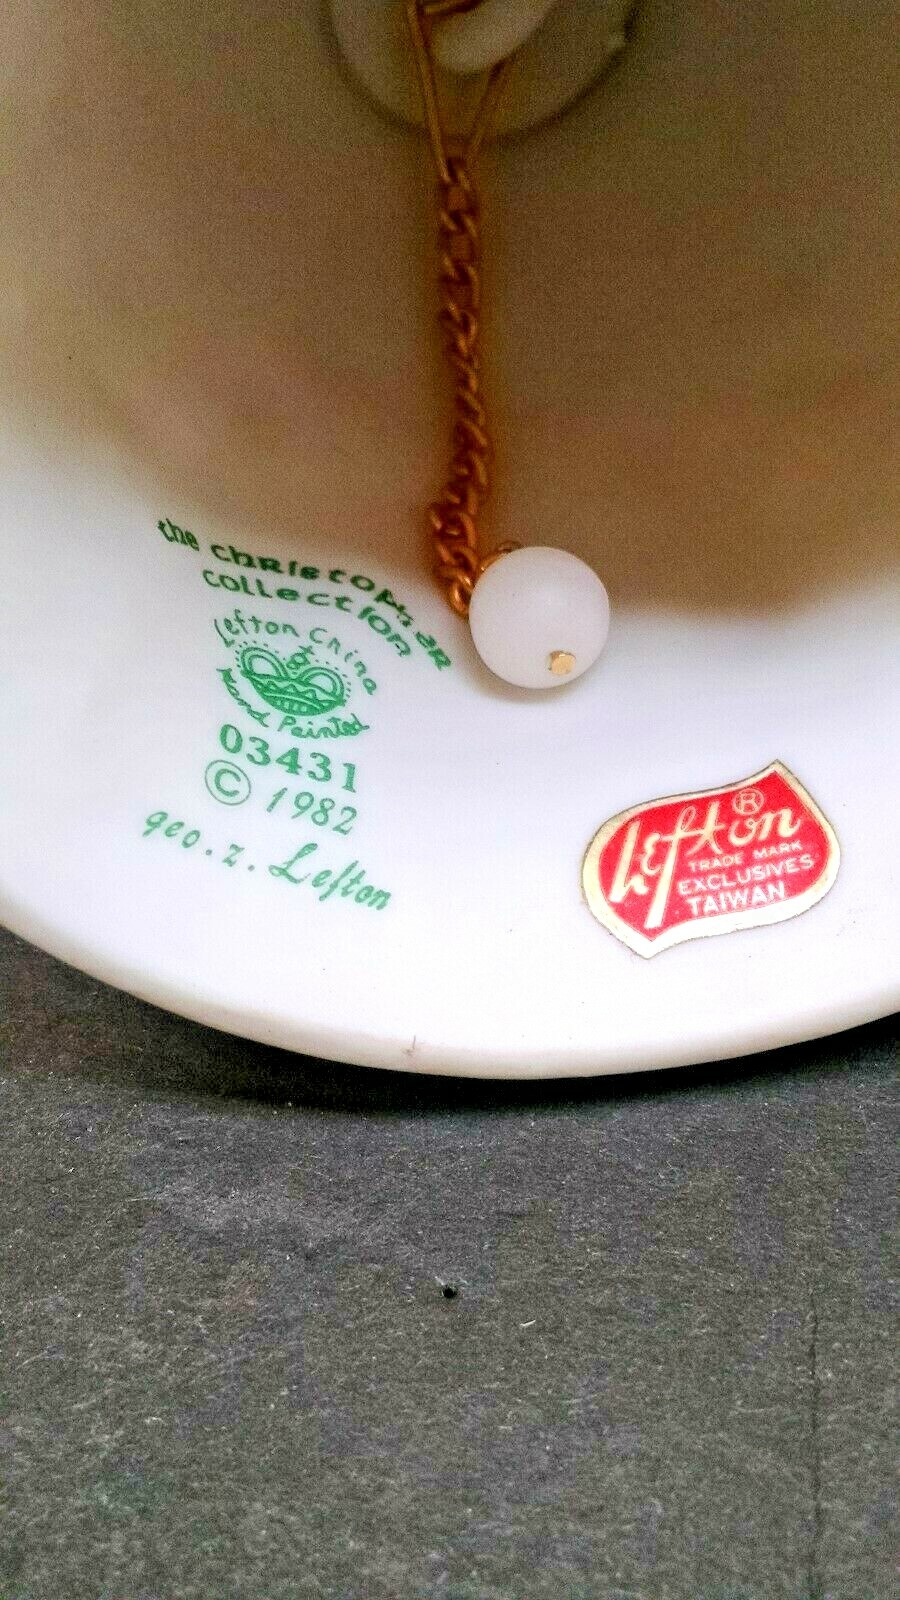 the christopher
collection
Lefton China
Hand Painted
03431
© 1982
geo. z. Lefton
Lefton ®
TRADE MARK
EXCLUSIVES
TAIWAN